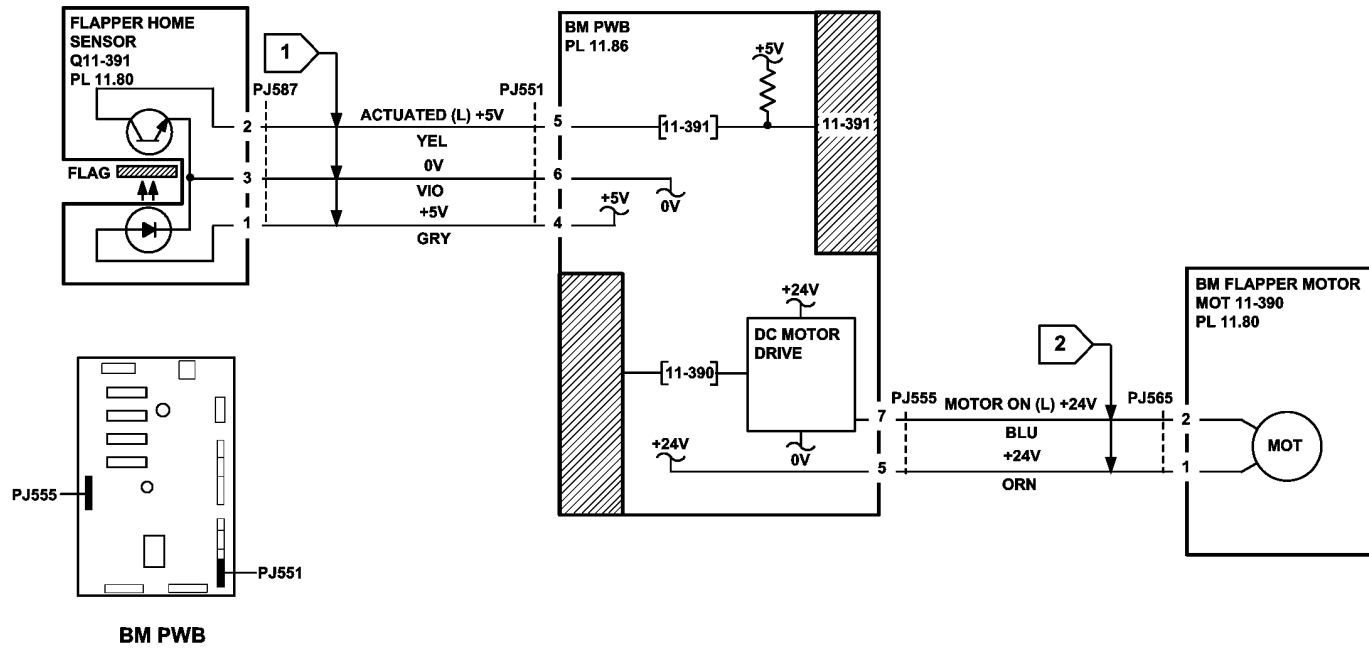 FLAPPER HOME
SENSOR
Q11-391
PL 11.80
1
PJ587
PJ551
2
ACTUATED (L) +5V
5
YEL
FLAG
0V
3
6
VIO
+5V
1
4
GRY
BM PWB
PL 11.86
+5V
11-391
11-391
+5V
0V
+24V
DC MOTOR
DRIVE
11-390
+24V
0V
7
5
PJ555
MOTOR ON (L) +24V
PJ565
2
BLU
+24V
ORN
2
1
BM FLAPPER MOTOR
MOT 11-390
PL 11.80
MOT
PJ555
PJ551
BM PWB